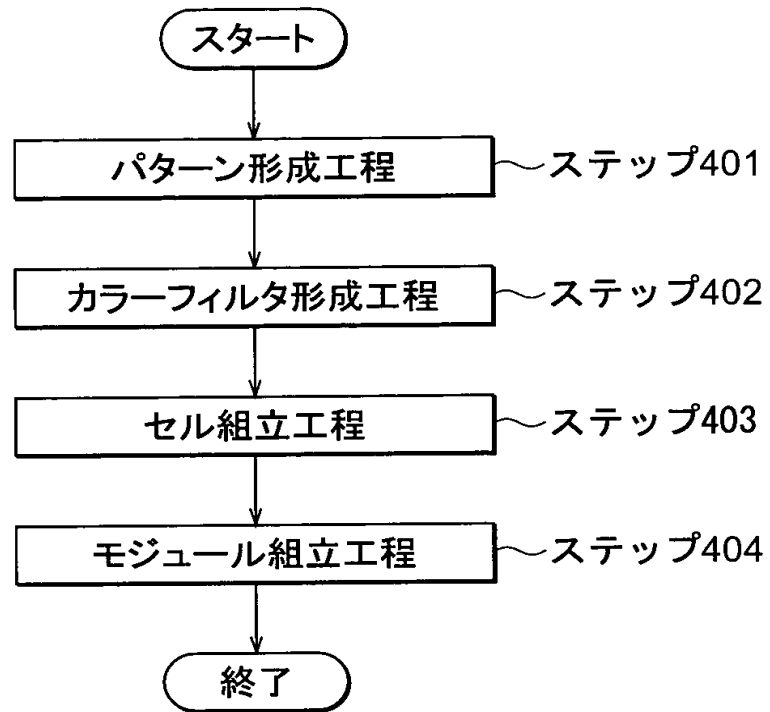 スタート
パターン形成工程 ステップ401
カラーフィルタ形成工程 ステップ402
セル組立工程 ステップ403
モジュール組立工程 ステップ404
終了